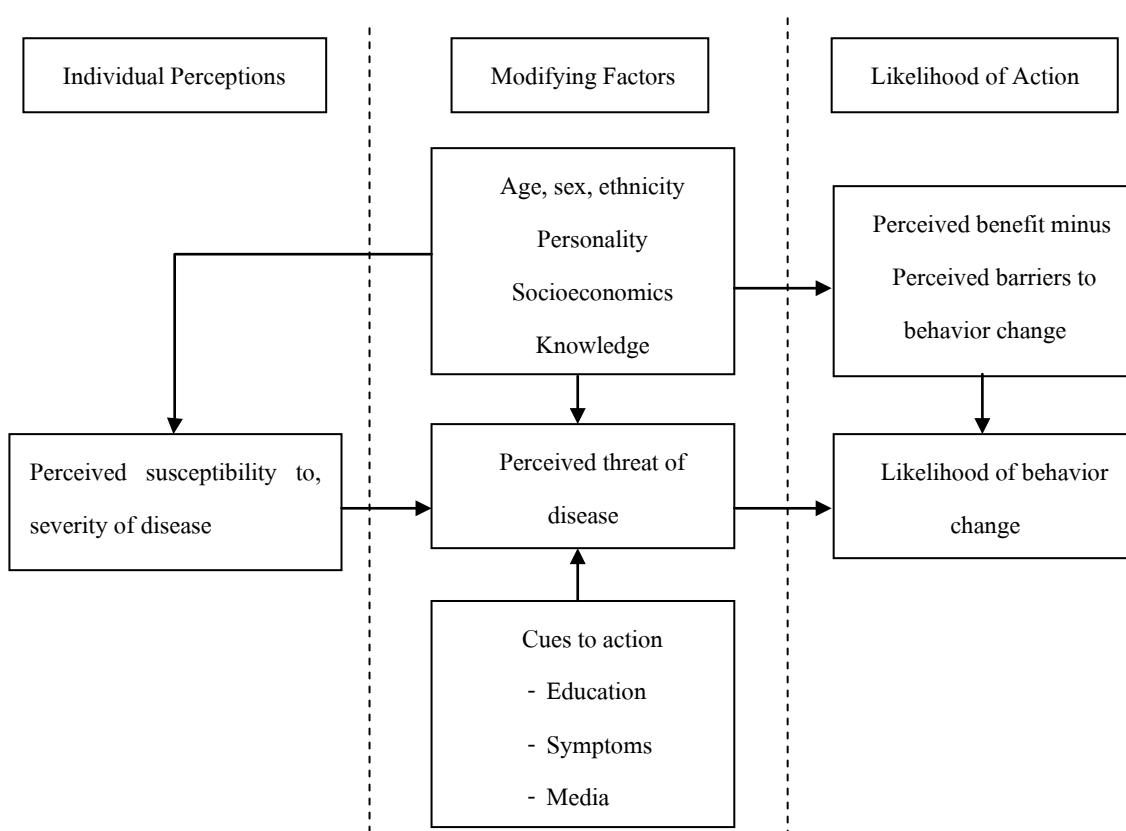 Individual Perceptions
Modifying Factors
Likelihood of Action
Age, sex, ethnicity
Personality
Socioeconomics
Knowledge
Perceived benefit minus
Perceived barriers to
behavior change
Perceived susceptibility to,
severity of disease
Perceived threat of
disease
Likelihood of behavior
change
Cues to action
- Education
- Symptoms
- Media